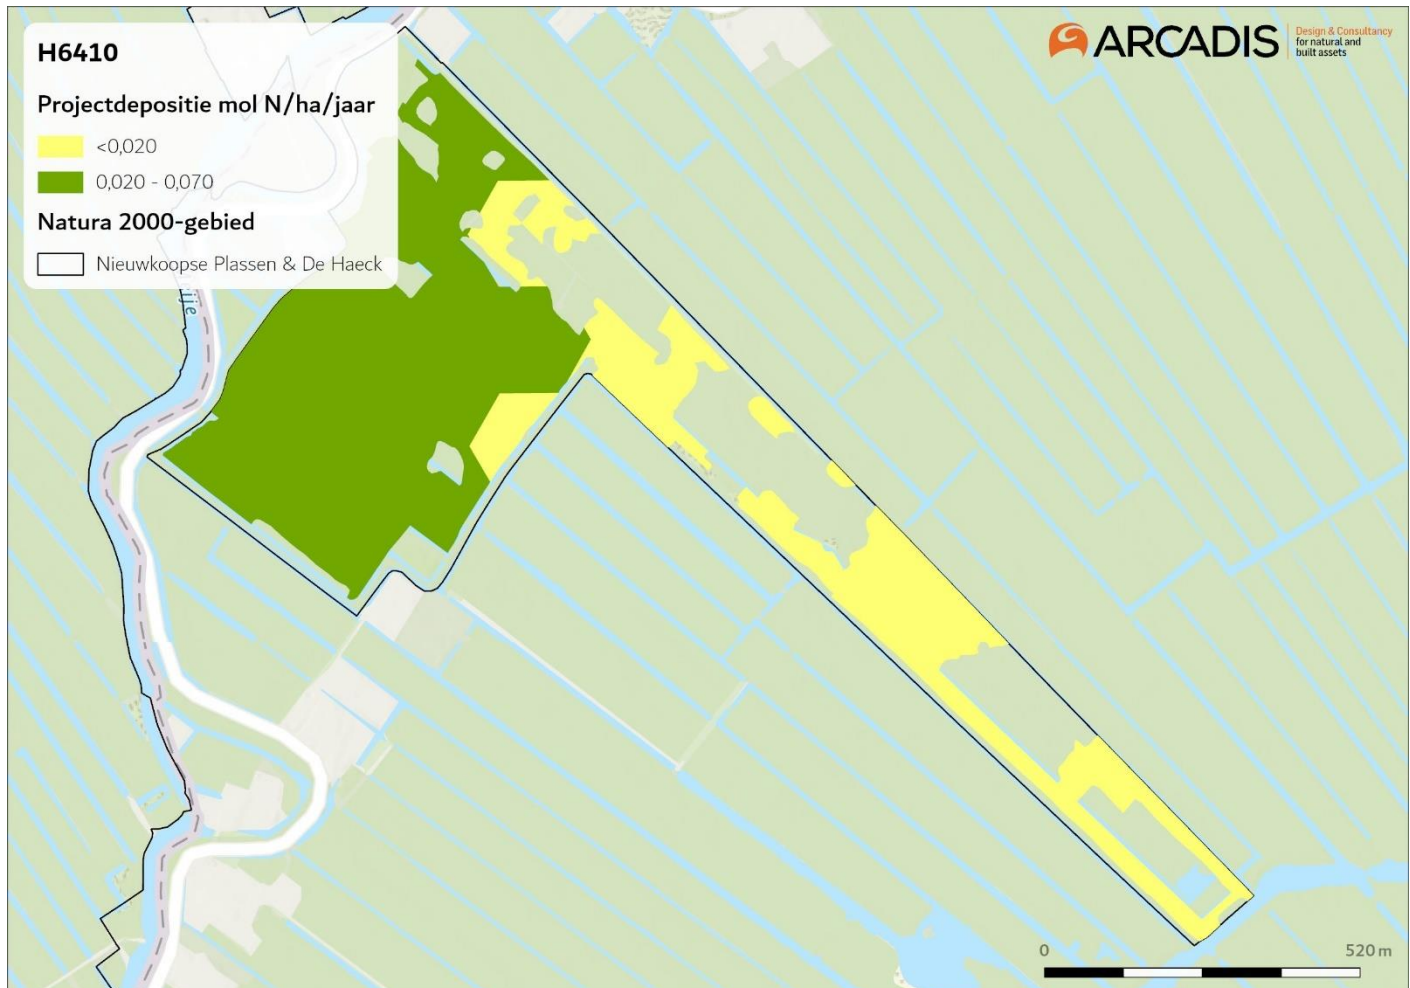 H6410
Projectdepositie mol N/ha/jaar
<0,020
0,020 - 0,070
Natura 2000-gebied
Nieuwkoopse Plassen & De Haeck
ARCADIS
Design & Consultancy
for natural and
built assets
0 520 m